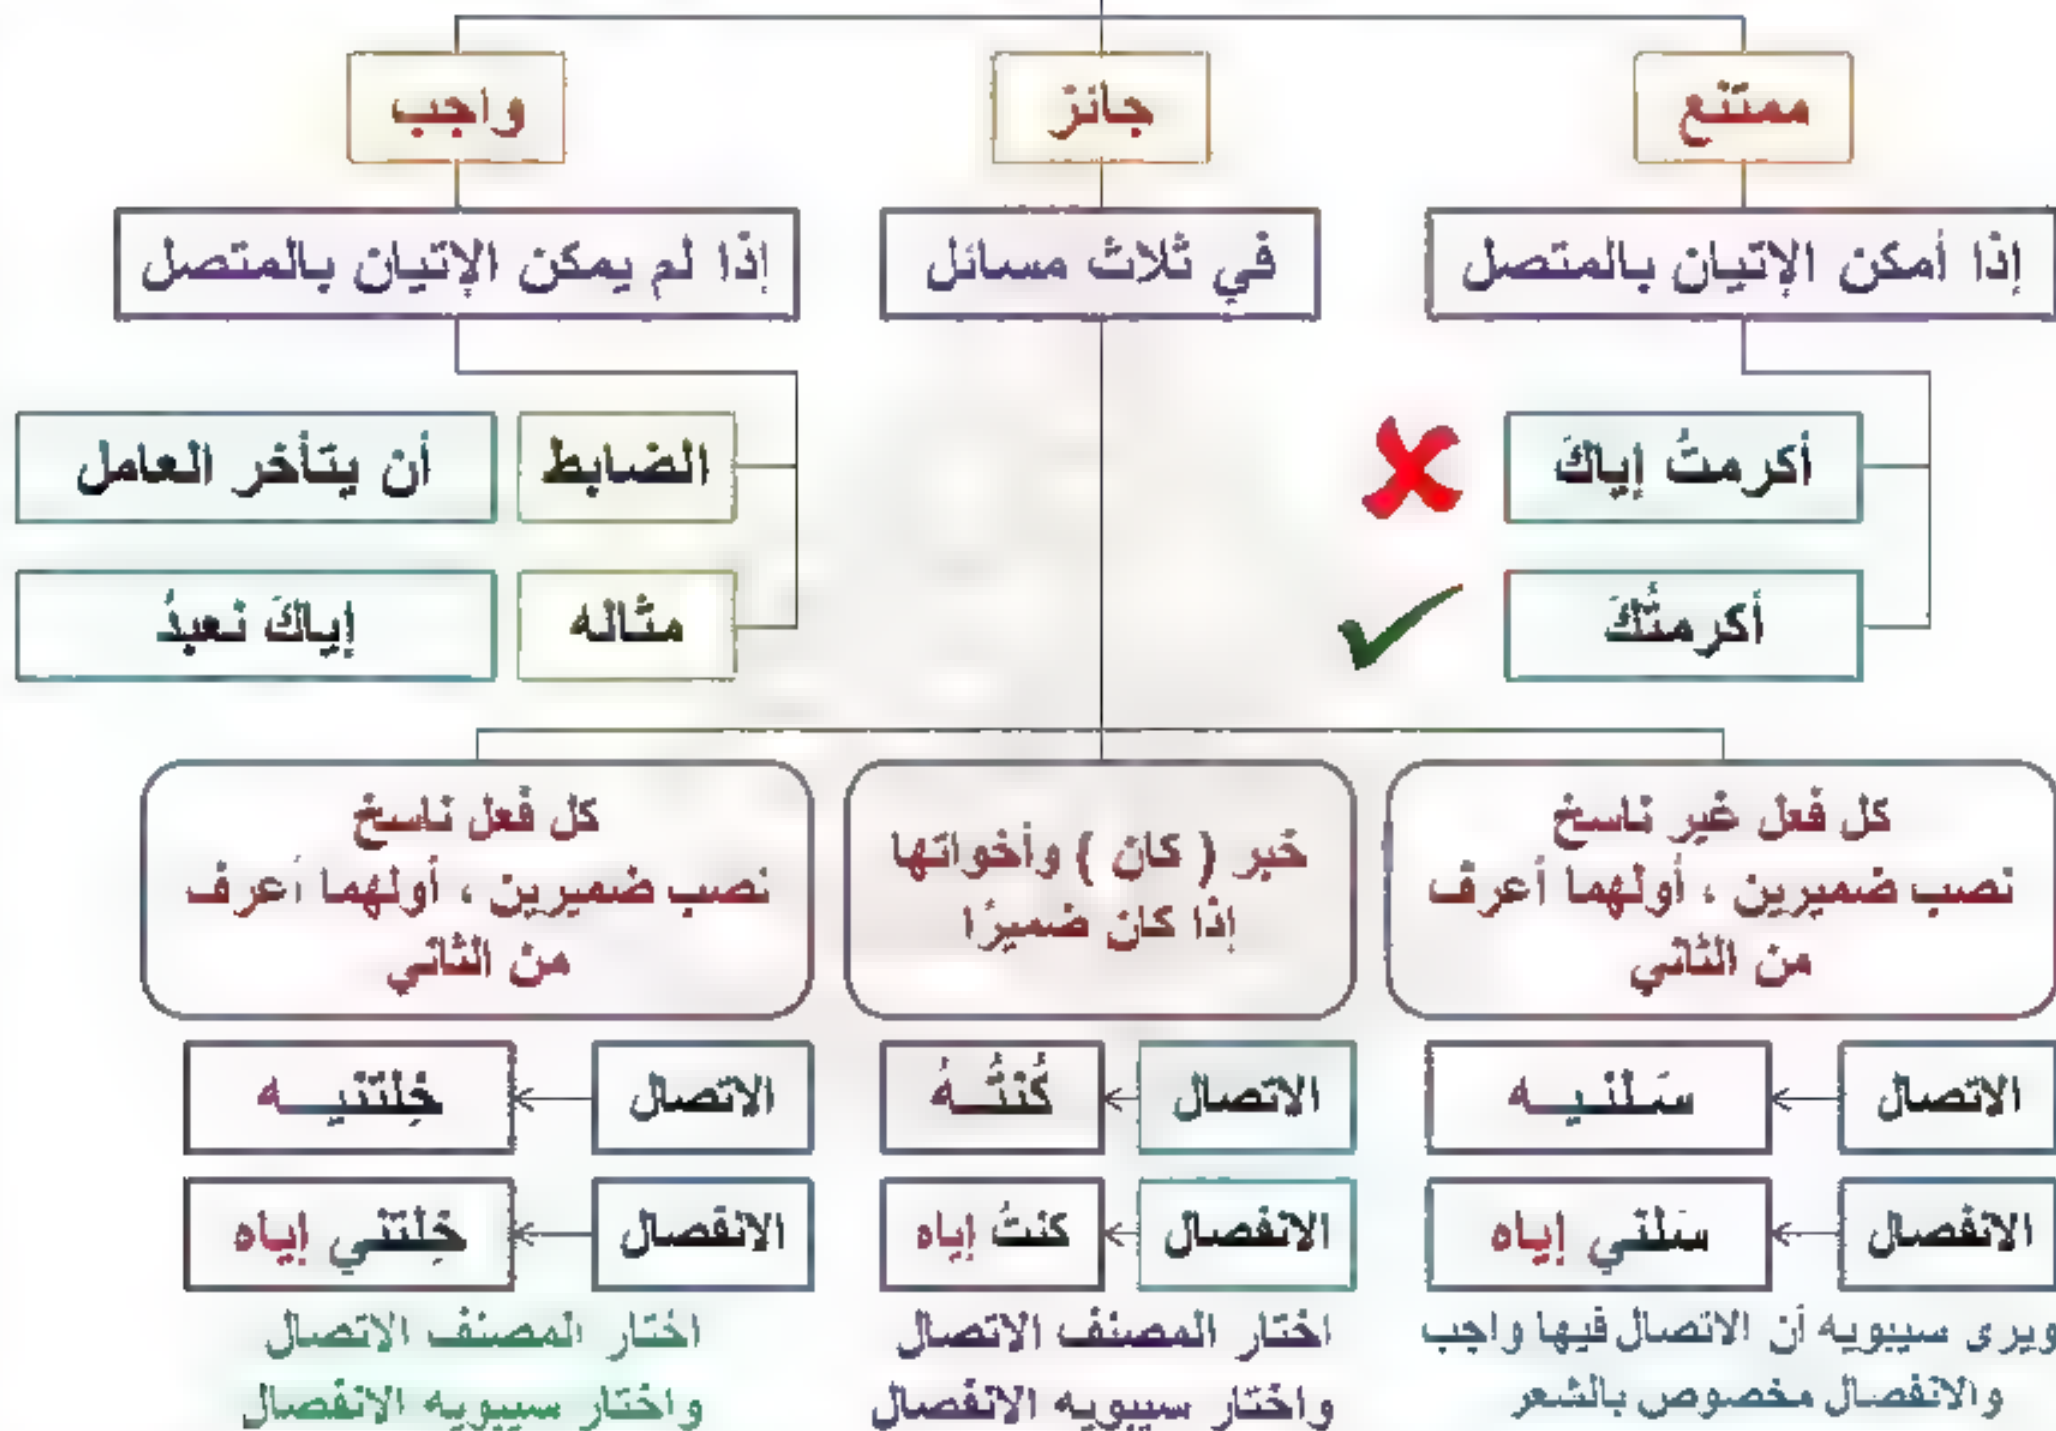 ممتنع
جائز
واجب
إذا أمكن الإتيان بالمتصل
في ثلاث مسائل
إذا لم يمكن الإتيان بالمتصل
أكرمتُ إياكَ
الضابط
أن يتأخر العامل
أكرمتُكَ
مثاله
إياكَ نعبدُ
كل فعل غير ناسخ
نصب ضميرين ، أولهما أعرف
من الثاني
خبر ( كان ) وأخواتها
إذا كان ضميرًا
كل فعل ناسخ
نصب ضميرين ، أولهما أعرف
من الثاني
الاتصال
سَلنيـه
الاتصال
كُنتُـهُ
الاتصال
خِلتنيـه
الانفصال
سَلني إياه
الانفصال
كنتُ إياه
الانفصال
خِلتني إياه
ويرى سيبويه أن الاتصال فيها واجب
والانفصال مخصوص بالشعر
اختار المصنف الاتصال
واختار سيبويه الانفصال
اختار المصنف الاتصال
واختار سيبويه الانفصال